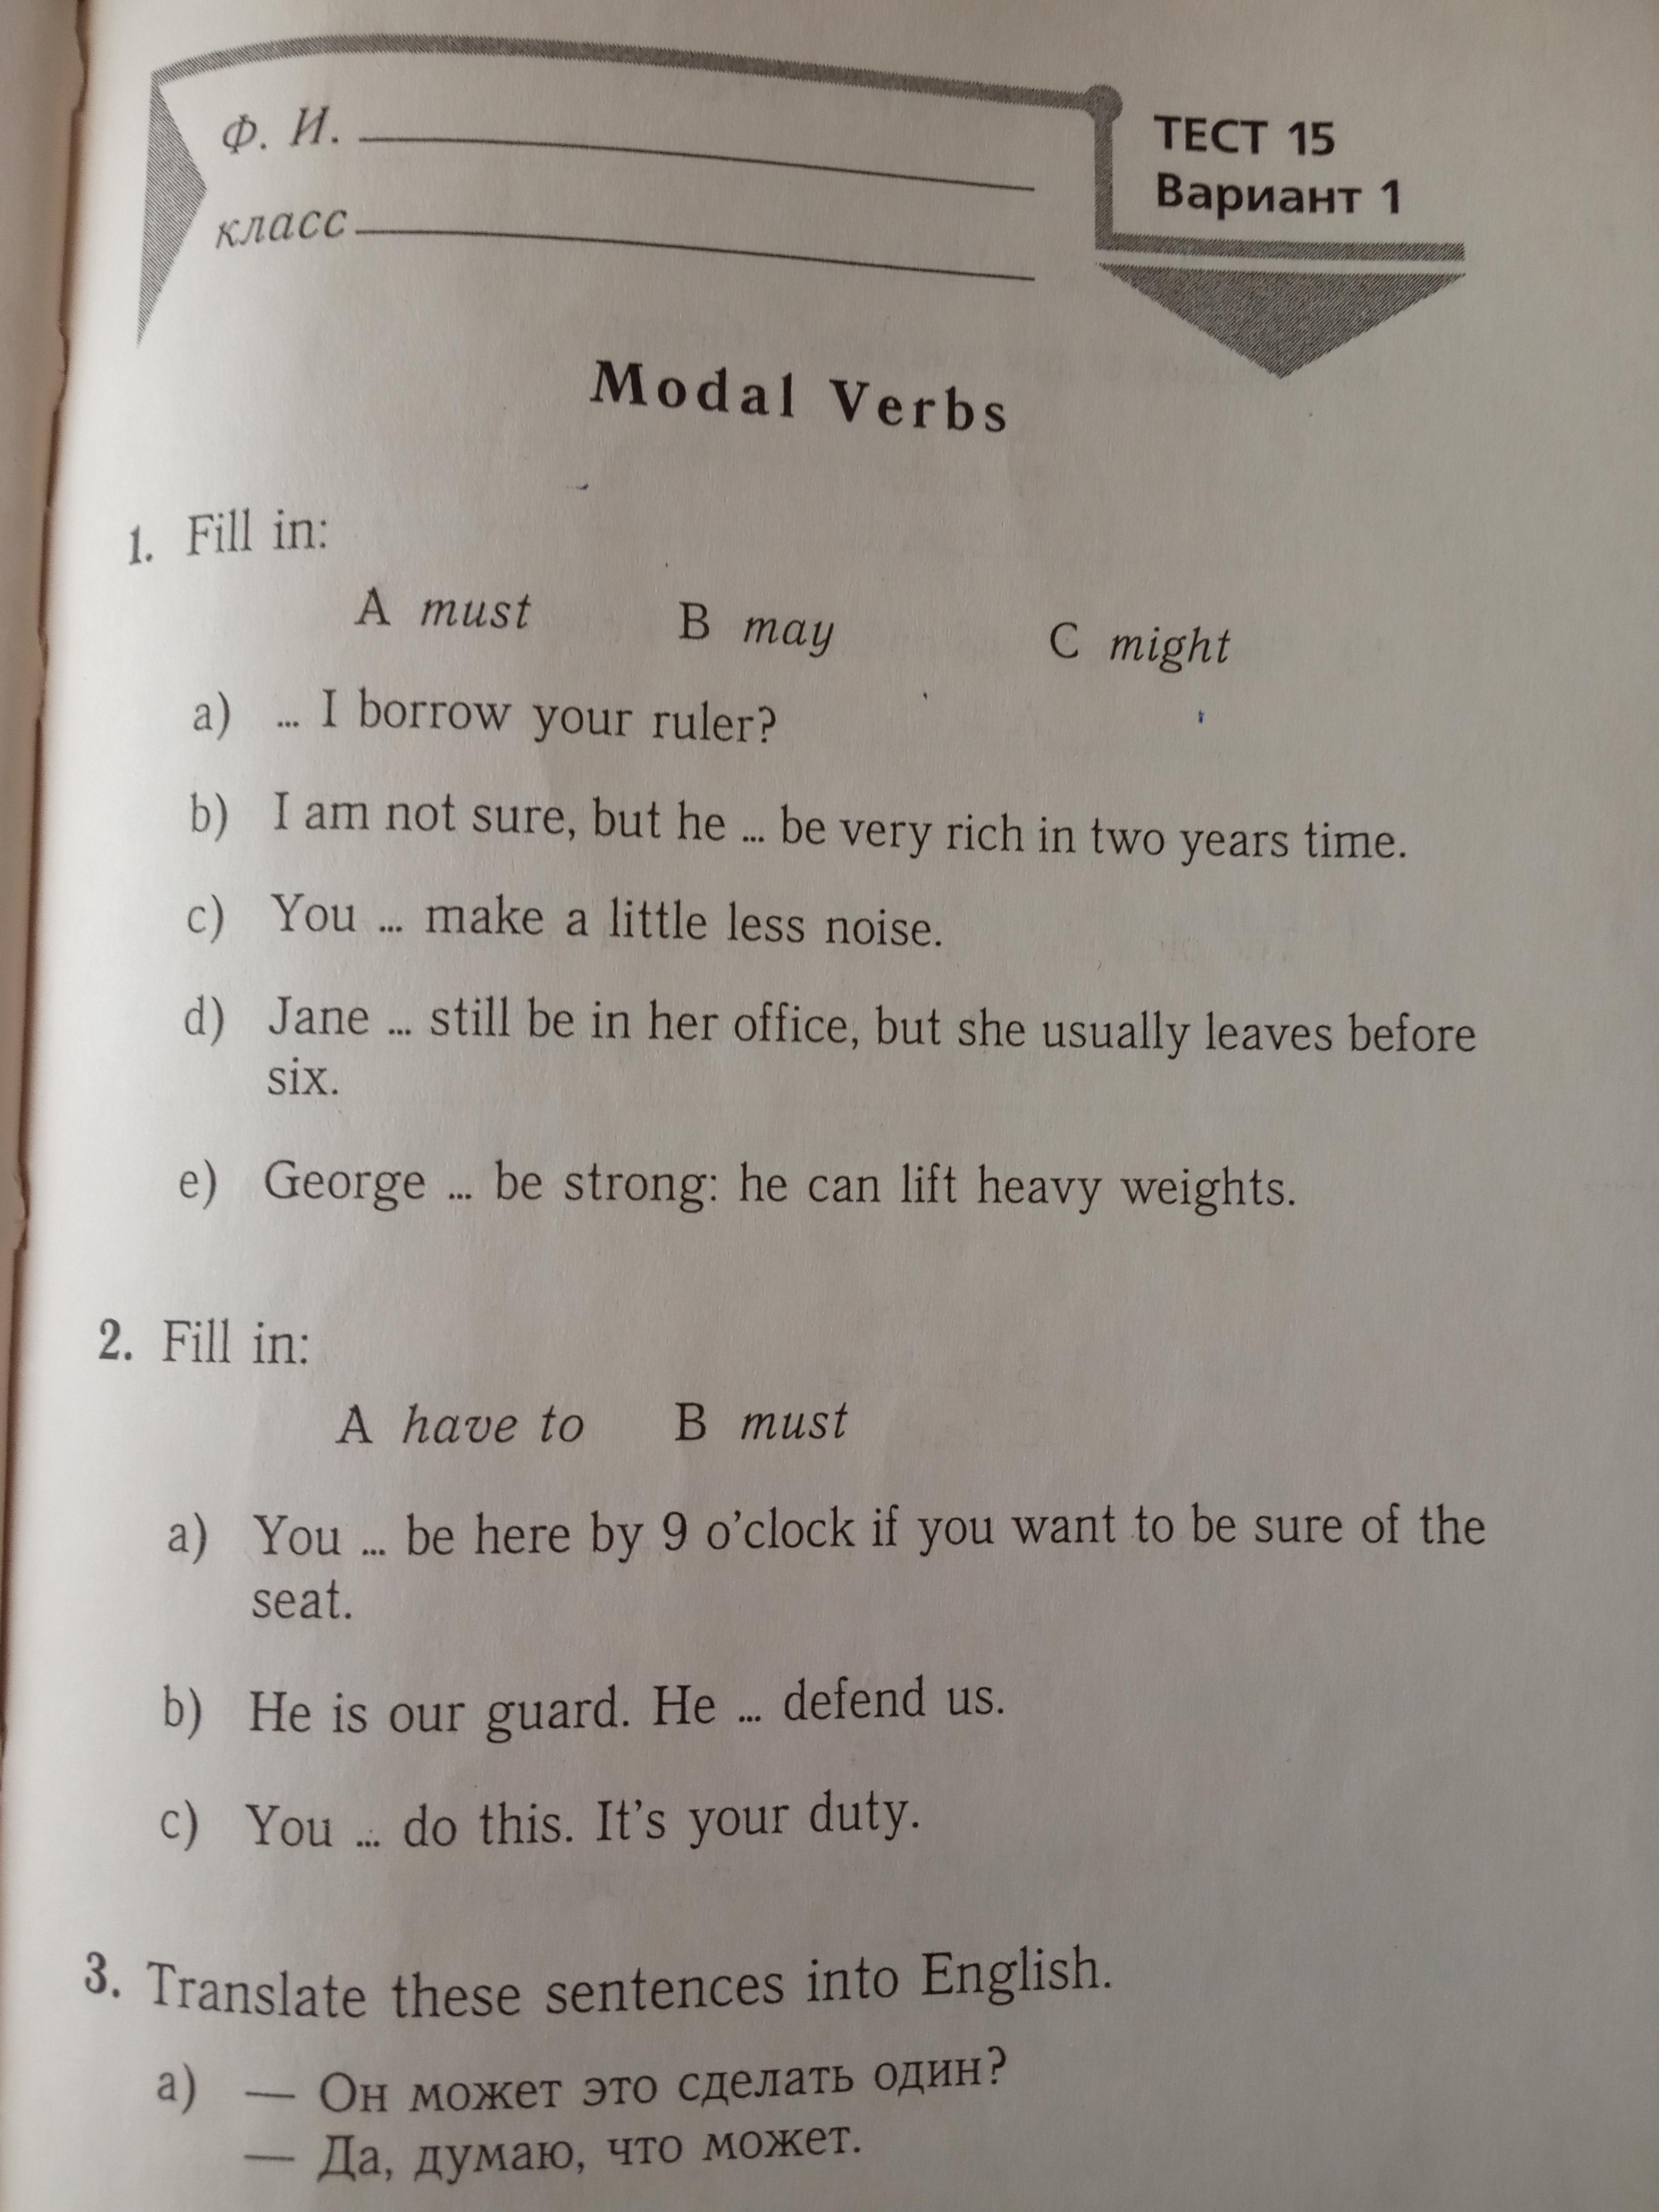 Ф. И.
класс
ТЕСТ 15
Вариант 1
Modal Verbs
1. Fill in:
A must B may C might
a) ... I borrow your ruler?
b) I am not sure, but he ... be very rich in two years time.
c) You ... make a little less noise.
d) Jane ... still be in her office, but she usually leaves before
six.
e) George ... be strong: he can lift heavy weights.
2. Fill in:
A have to B must
a) You ... be here by 9 o'clock if you want to be sure of the
seat.
b) He is our guard. He ... defend us.
c) You ... do this. It's your duty.
3. Translate these sentences into English.
a) — Он может это сделать один?
— Да, думаю, что может.